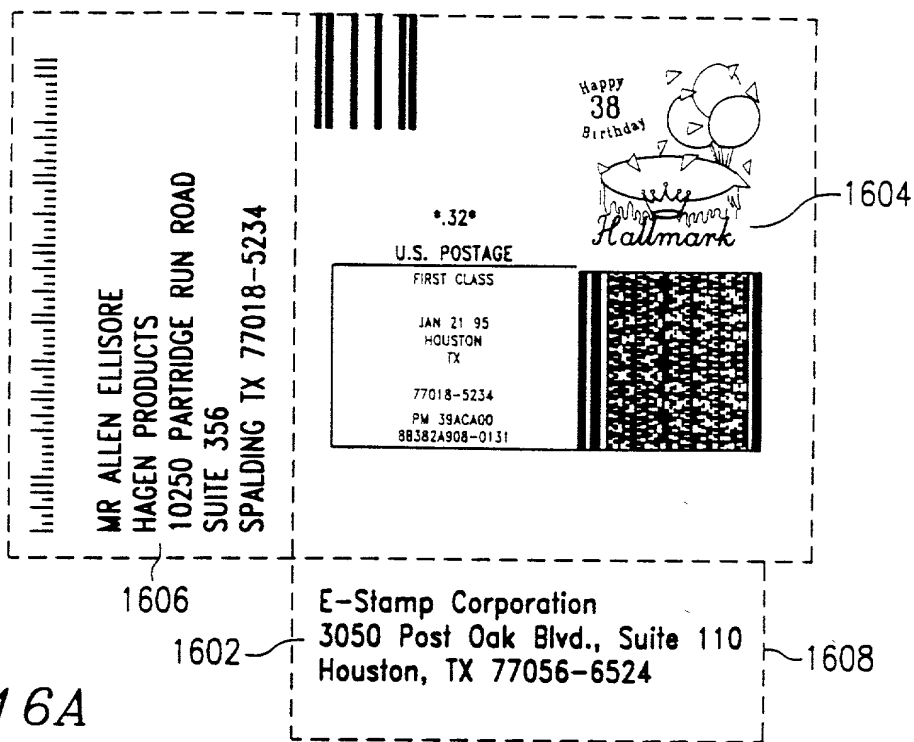 Happy
38
Birthday
Hallmark
1604
*.32*
U.S. POSTAGE
FIRST CLASS
JAN 21 95
HOUSTON
TX
77018-5234
PM 39ACA00
8B382A908-0131
MR ALLEN ELLISORE
HAGEN PRODUCTS
10250 PARTRIDGE RUN ROAD
SUITE 356
SPALDING TX 77018-5234
1606
E-Stamp Corporation
3050 Post Oak Blvd., Suite 110
Houston, TX 77056-6524
1602
1608
16A